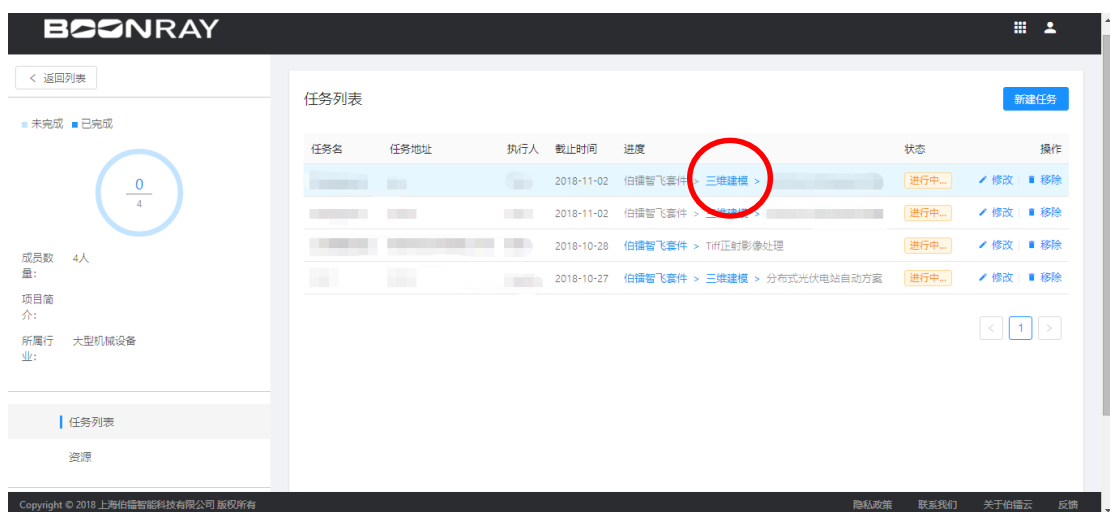 BOONRAY
< 返回列表
未完成 已完成
0
4
成员数量: 4人
项目简介:
所属行业: 大型机械设备
任务列表
资源
任务列表 新建任务
任务名 任务地址 执行人 截止时间 进度 状态 操作
2018-11-02 伯镭智飞套件 > 三维建模 > 进行中... 修改 移除
2018-11-02 伯镭智飞套件 > 三维建模 > 进行中... 修改 移除
2018-10-28 伯镭智飞套件 > Tiff正射影像处理 进行中... 修改 移除
2018-10-27 伯镭智飞套件 > 三维建模 > 分布式光伏电站自动方案 进行中... 修改 移除
< 1 >
Copyright © 2018 上海伯镭智能科技有限公司 版权所有 隐私政策 联系我们 关于伯镭云 反馈